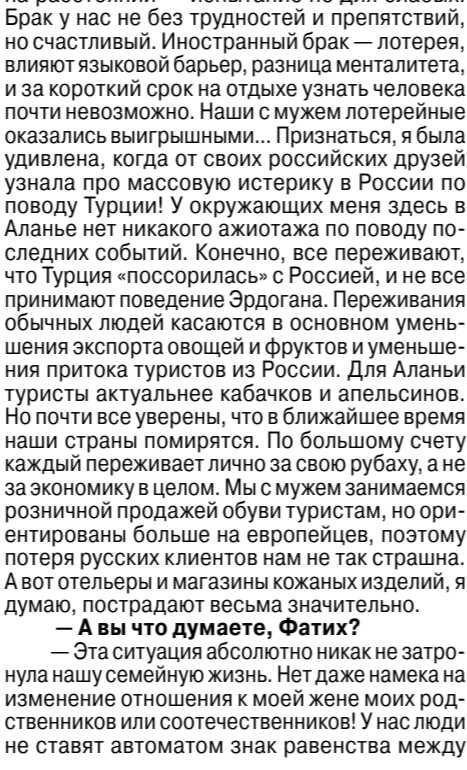 Брак у нас не без трудностей и препятствий,
но счастливый. Иностранный брак — лотерея,
влияют языковой барьер, разница менталитета,
и за короткий срок на отдыхе узнать человека
почти невозможно. Наши с мужем лотерейные
оказались выигрышными... Признаться, я была
удивлена, когда от своих российских друзей
узнала про массовую истерику в России по
поводу Турции! У окружающих меня здесь в
Аланье нет никакого ажиотажа по поводу по-
следних событий. Конечно, все переживают,
что Турция «поссорилась» с Россией, и не все
принимают поведение Эрдогана. Переживания
обычных людей касаются в основном умень-
шения экспорта овощей и фруктов и уменьше-
ния притока туристов из России. Для Аланьи
туристы актуальнее кабачков и апельсинов.
Но почти все уверены, что в ближайшее время
наши страны помирятся. По большому счету
каждый переживает лично за свою рубаху, а не
за экономику в целом. Мы с мужем занимаемся
розничной продажей обуви туристам, но ори-
ентированы больше на европейцев, поэтому
потеря русских клиентов нам не так страшна.
А вот отельеры и магазины кожаных изделий, я
думаю, пострадают весьма значительно.
— А вы что думаете, Фатих?
— Эта ситуация абсолютно никак не затро-
нула нашу семейную жизнь. Нет даже намека на
изменение отношения к моей жене моих род-
ственников или соотечественников! У нас люди
не ставят автоматом знак равенства между